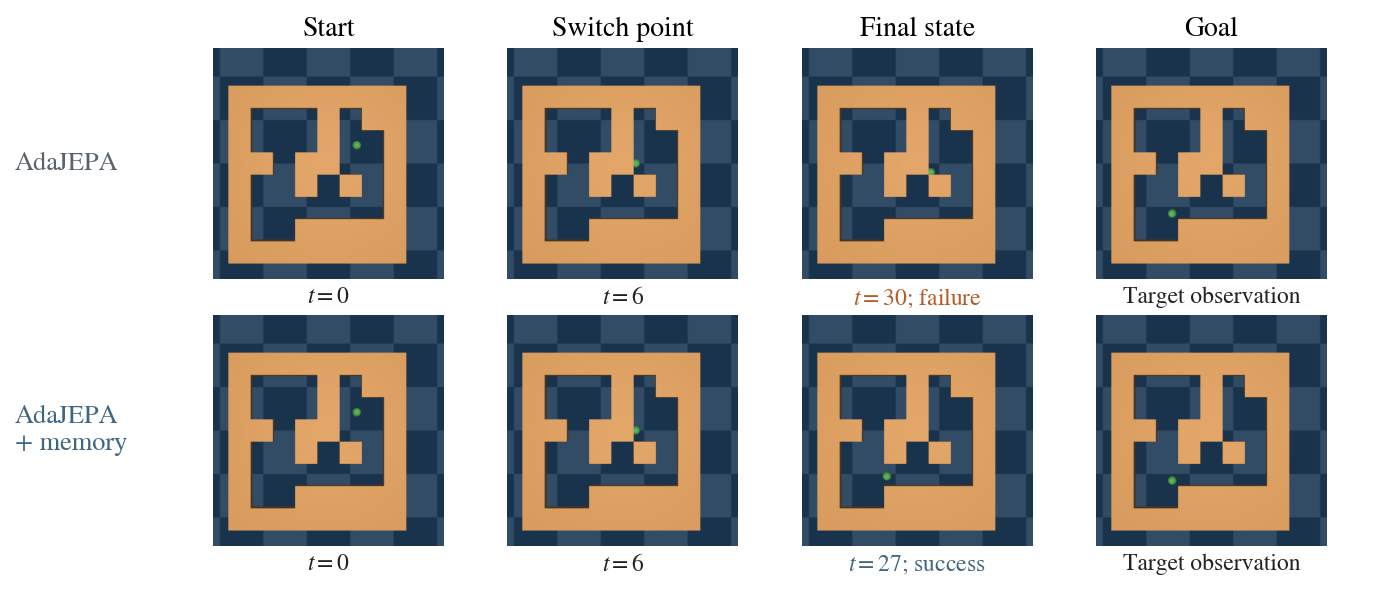 Start
Switch point
Final state
Goal
AdaJEPA
t = 0
t = 6
t = 30; failure
Target observation
AdaJEPA
+ memory
t = 0
t = 6
t = 27; success
Target observation